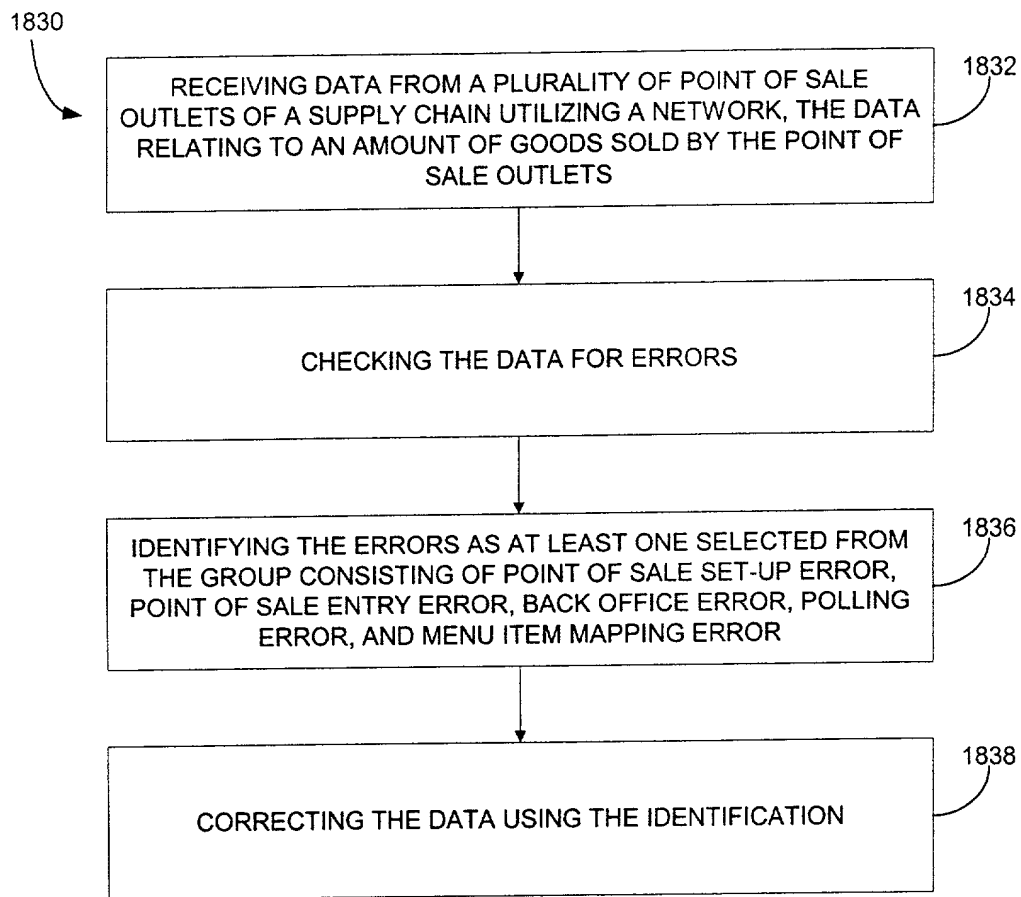 1830
1832
RECEIVING DATA FROM A PLURALITY OF POINT OF SALE
OUTLETS OF A SUPPLY CHAIN UTILIZING A NETWORK, THE DATA
RELATING TO AN AMOUNT OF GOODS SOLD BY THE POINT OF
SALE OUTLETS
1834
CHECKING THE DATA FOR ERRORS
1836
IDENTIFYING THE ERRORS AS AT LEAST ONE SELECTED FROM
THE GROUP CONSISTING OF POINT OF SALE SET-UP ERROR,
POINT OF SALE ENTRY ERROR, BACK OFFICE ERROR, POLLING
ERROR, AND MENU ITEM MAPPING ERROR
1838
CORRECTING THE DATA USING THE IDENTIFICATION